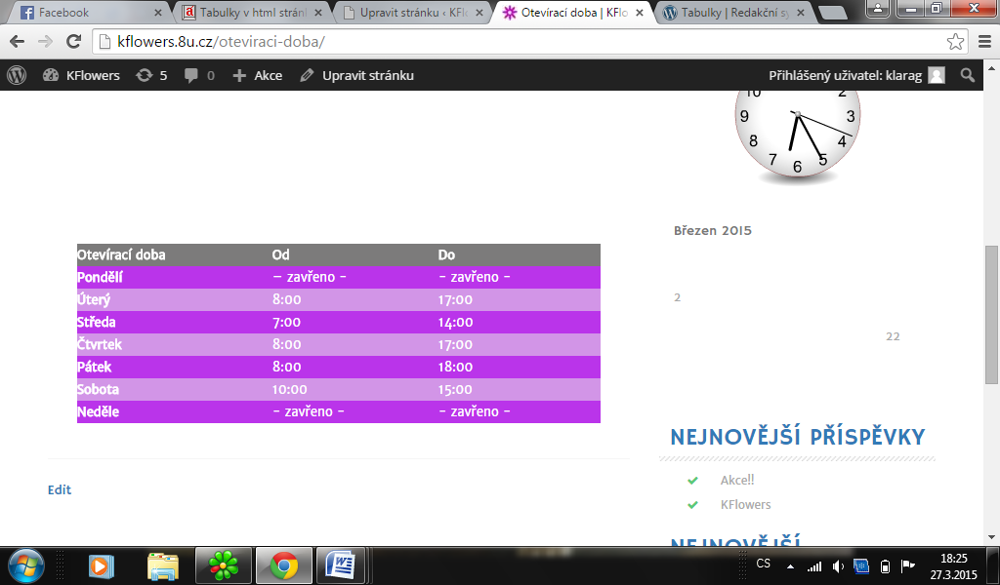 Facebook
Tabulky v html strán
Upravit stránku ‹ KFl
Otevírací doba | KFlo
Tabulky | Redakční sy
kflowers.8u.cz/oteviraci-doba/
KFlowers 5 0 Akce Upravit stránku
Přihlášený uživatel: klarag
10 2
9 3
8 4
7 6 5
Březen 2015
2
22
Otevírací doba Od Do
Pondělí – zavřeno – – zavřeno –
Úterý 8:00 17:00
Středa 7:00 14:00
Čtvrtek 8:00 17:00
Pátek 8:00 18:00
Sobota 10:00 15:00
Neděle – zavřeno – – zavřeno –
Edit
NEJNOVĚJŠÍ PŘÍSPĚVKY
Akce!!
KFlowers
NEJNOVĚJŠÍ
CS
18:25
27.3.2015